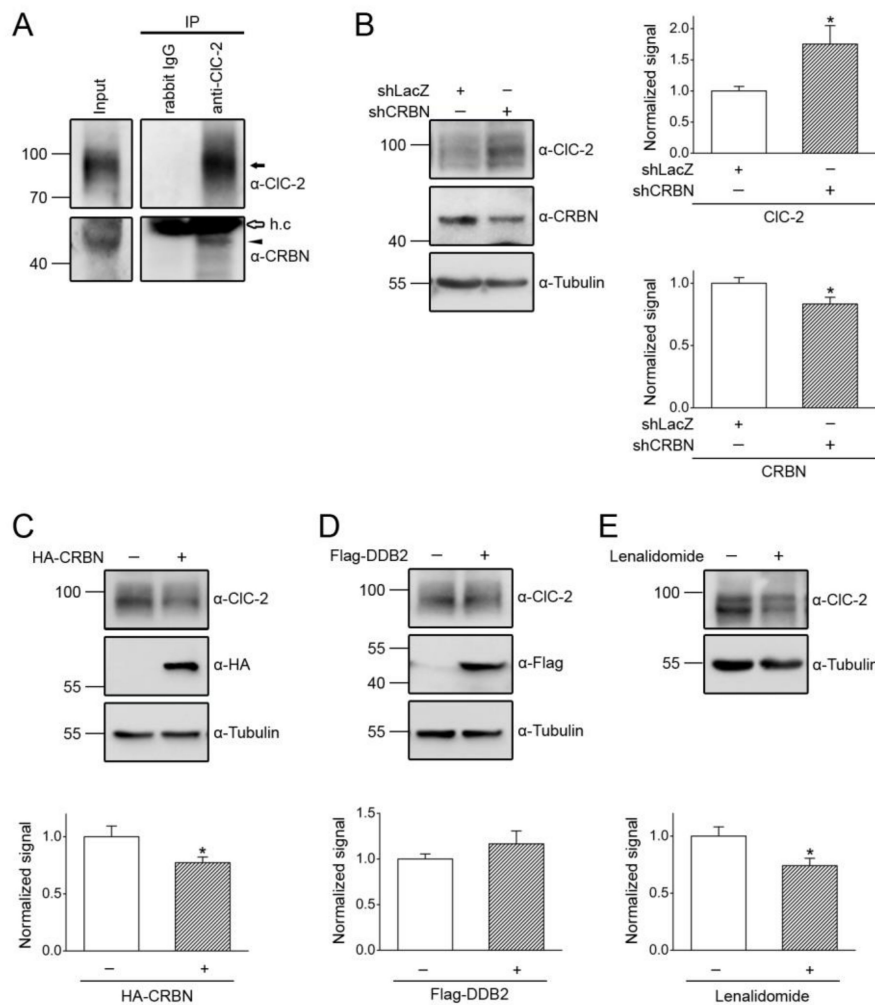 A
IP
Input
rabbit IgG
anti-ClC-2
100
70
α-ClC-2
h.c
40
α-CRBN
B
shLacZ + –
shCRBN – +
100
α-ClC-2
α-CRBN
40
55
α-Tubulin
Normalized signal
2.0
1.5
1.0
0.5
0.0
*
shLacZ + –
shCRBN – +
ClC-2
Normalized signal
1.0
0.5
0.0
*
shLacZ + –
shCRBN – +
CRBN
C
HA-CRBN – +
100
α-ClC-2
α-HA
55
55
α-Tubulin
Normalized signal
1.0
0.5
0.0
*
– +
HA-CRBN
D
Flag-DDB2 – +
100
α-ClC-2
55
α-Flag
40
55
α-Tubulin
Normalized signal
1.5
1.0
0.5
0.0
– +
Flag-DDB2
E
Lenalidomide – +
100
α-ClC-2
55
α-Tubulin
Normalized signal
1.0
0.5
0.0
*
– +
Lenalidomide